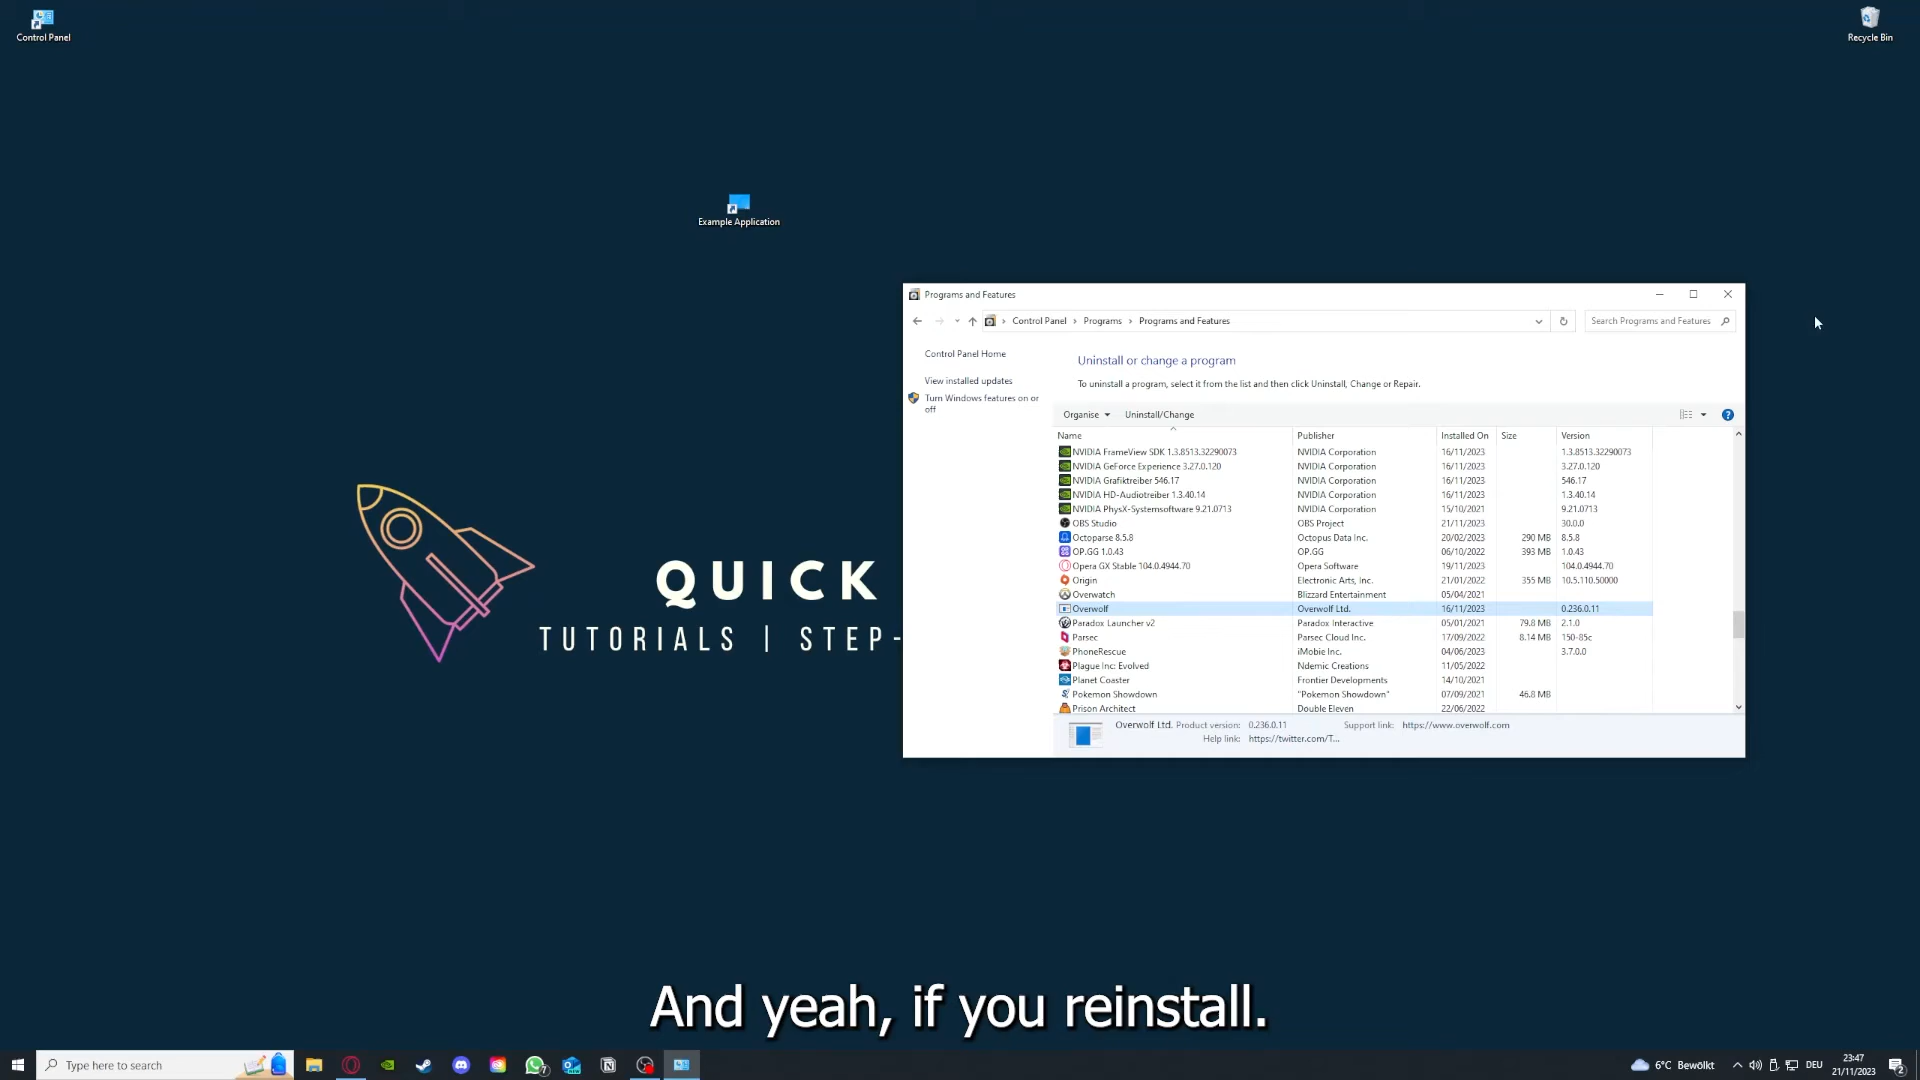 Control Panel
Recycle Bin
Example Application
QUICK
TUTORIALS | STEP-
Programs and Features
Control Panel > Programs > Programs and Features
Search Programs and Features
Control Panel Home
View installed updates
Turn Windows features on or off
Uninstall or change a program
To uninstall a program, select it from the list and then click Uninstall, Change or Repair.
Organise Uninstall/Change
Name Publisher Installed On Size Version
NVIDIA FrameView SDK 1.3.8513.32290073 NVIDIA Corporation 16/11/2023 1.3.8513.32290073
NVIDIA GeForce Experience 3.27.0.120 NVIDIA Corporation 16/11/2023 3.27.0.120
NVIDIA Grafiktreiber 546.17 NVIDIA Corporation 16/11/2023 546.17
NVIDIA HD-Audiotreiber 1.3.40.14 NVIDIA Corporation 16/11/2023 1.3.40.14
NVIDIA PhysX-Systemsoftware 9.21.0713 NVIDIA Corporation 15/10/2021 9.21.0713
OBS Studio OBS Project 21/11/2023 30.0.0
Octoparse 8.5.8 Octopus Data Inc. 20/02/2023 290 MB 8.5.8
OP.GG 1.0.43 OP.GG 06/10/2022 393 MB 1.0.43
Opera GX Stable 104.0.4944.70 Opera Software 19/11/2023 104.0.4944.70
Origin Electronic Arts, Inc. 21/01/2022 355 MB 10.5.110.50000
Overwatch Blizzard Entertainment 05/04/2021
Overwolf Overwolf Ltd. 16/11/2023 0.236.0.11
Paradox Launcher v2 Paradox Interactive 05/01/2021 79.8 MB 2.1.0
Parsec Parsec Cloud Inc. 17/09/2022 8.14 MB 150-85c
PhoneRescue iMobie Inc. 04/06/2023 3.7.0.0
Plague Inc: Evolved Ndemic Creations 11/05/2022
Planet Coaster Frontier Developments 14/10/2021
Pokemon Showdown "Pokemon Showdown" 07/09/2021 46.8 MB
Prison Architect Double Eleven 22/06/2022
Overwolf Ltd. Product version: 0.236.0.11 Support link: https://www.overwolf.com
Help link: https://twitter.com/T...
And yeah, if you reinstall.
Type here to search
7
6°C Bewölkt
DEU
23:47
21/11/2023
2